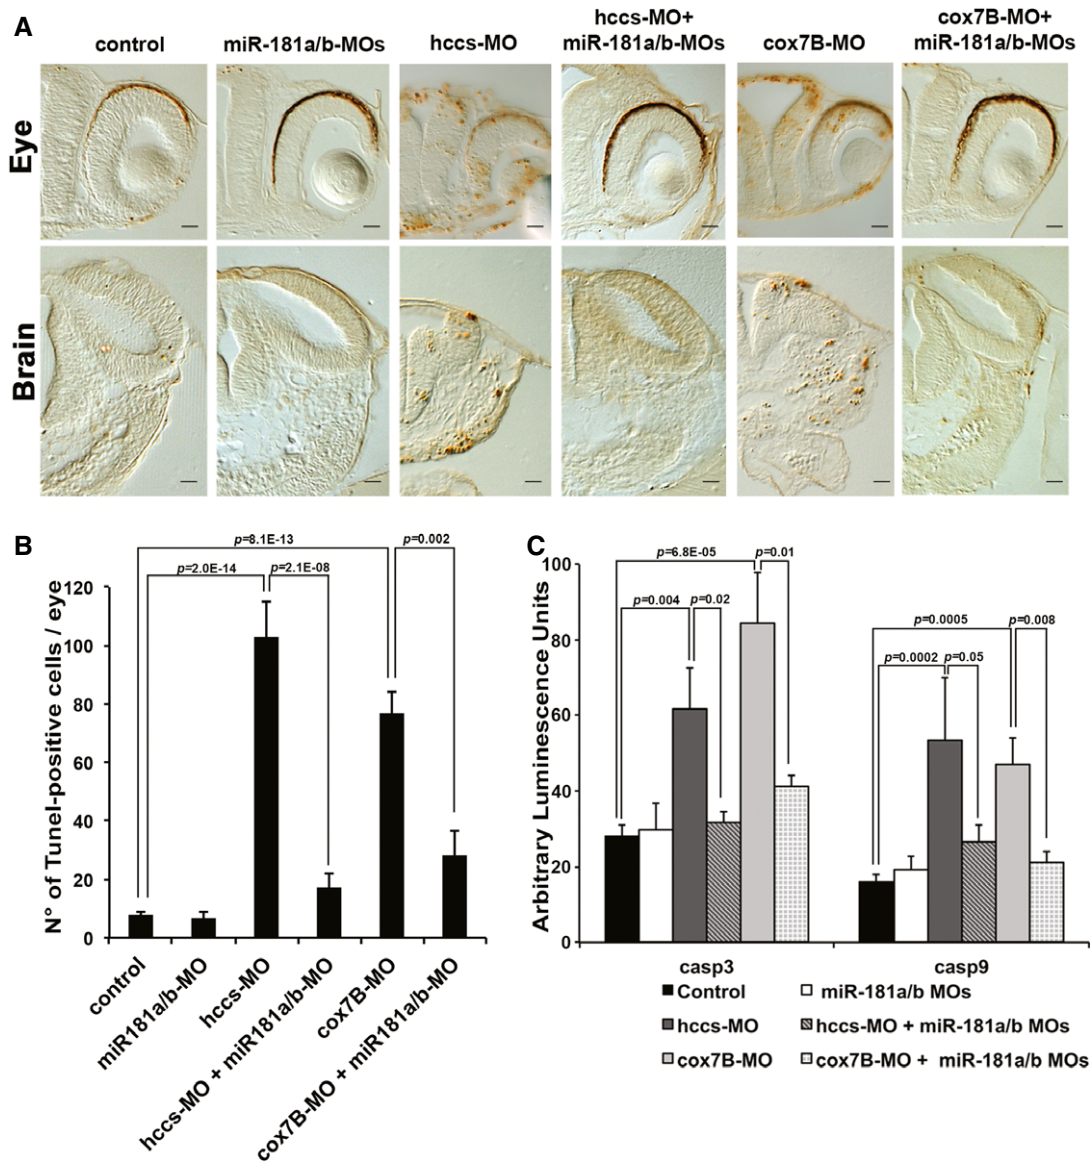 A
control
miR-181a/b-MOs
hccs-MO
hccs-MO+
miR-181a/b-MOs
cox7B-MO
cox7B-MO+
miR-181a/b-MOs
Eye
Brain
B
N° of Tunel-positive cells / eye
p=8.1E-13
p=0.002
p=2.0E-14
p=2.1E-08
120
100
80
60
40
20
0
control
miR181a/b-MO
hccs-MO
hccs-MO + miR181a/b-MO
cox7B-MO
cox7B-MO + miR181a/b-MO
C
Arbitrary Luminescence Units
p=6.8E-05
p=0.01
p=0.004
p=0.02
p=0.0005
p=0.008
p=0.0002
p=0.05
100
80
60
40
20
0
casp3
casp9
Control
miR-181a/b MOs
hccs-MO
hccs-MO + miR-181a/b MOs
cox7B-MO
cox7B-MO + miR-181a/b MOs